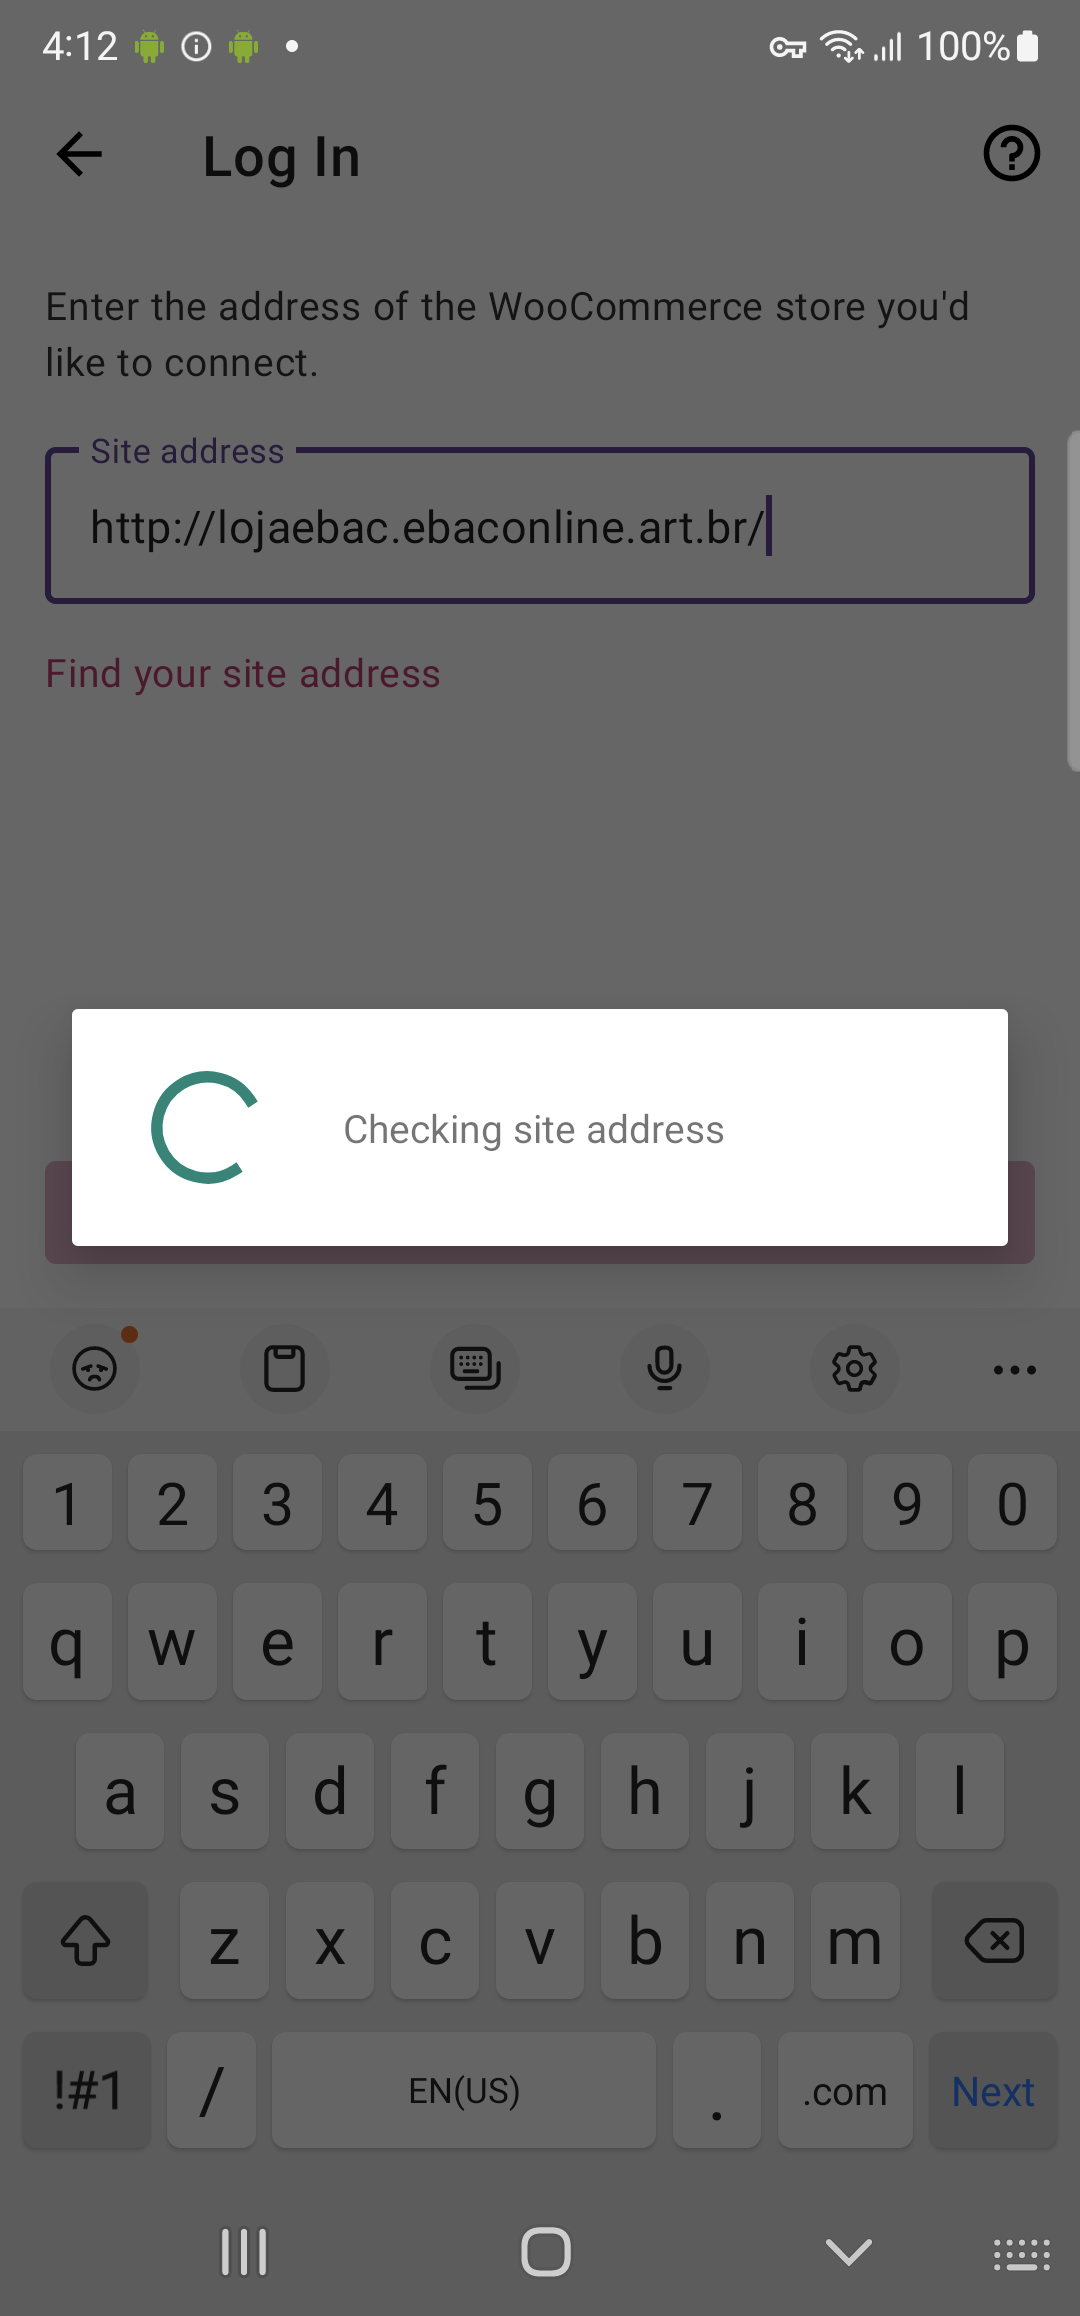 4:12
100%
Log In
Enter the address of the WooCommerce store you'd
like to connect.
Site address
http://lojaebac.ebaconline.art.br/
Find your site address
Checking site address
1 2 3 4 5 6 7 8 9 0
q w e r t y u i o p
a s d f g h j k l
z x c v b n m
!#1 / EN(US) . .com Next